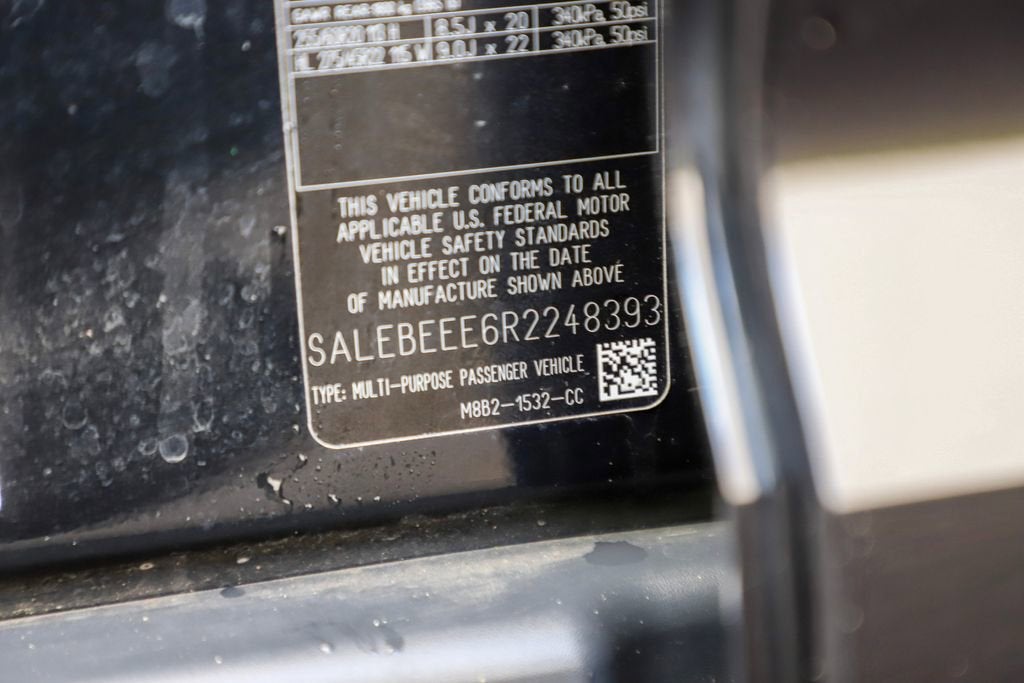 255/60R20 113 H 8.5J x 20 340kPa, 50psi
HL 275/45R22 115 W 9.0J x 22 340kPa, 50psi
THIS VEHICLE CONFORMS TO ALL
APPLICABLE U.S. FEDERAL MOTOR
VEHICLE SAFETY STANDARDS
IN EFFECT ON THE DATE
OF MANUFACTURE SHOWN ABOVE
SALEBEEE6R2248393
TYPE: MULTI-PURPOSE PASSENGER VEHICLE
M8B2-1532-CC